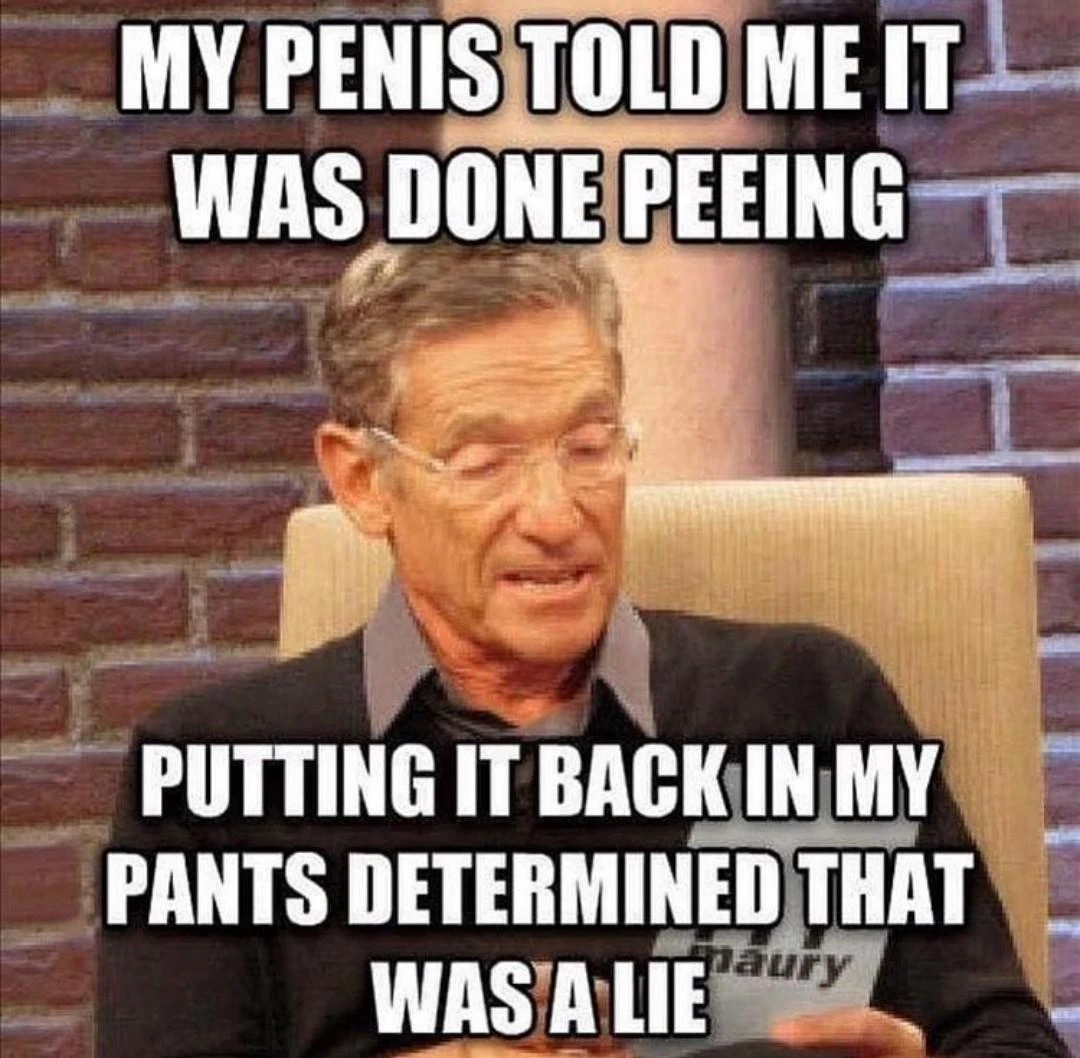 MY PENIS TOLD ME IT
WAS DONE PEEING
PUTTING IT BACK IN MY
PANTS DETERMINED THAT
WAS A LIE
maury